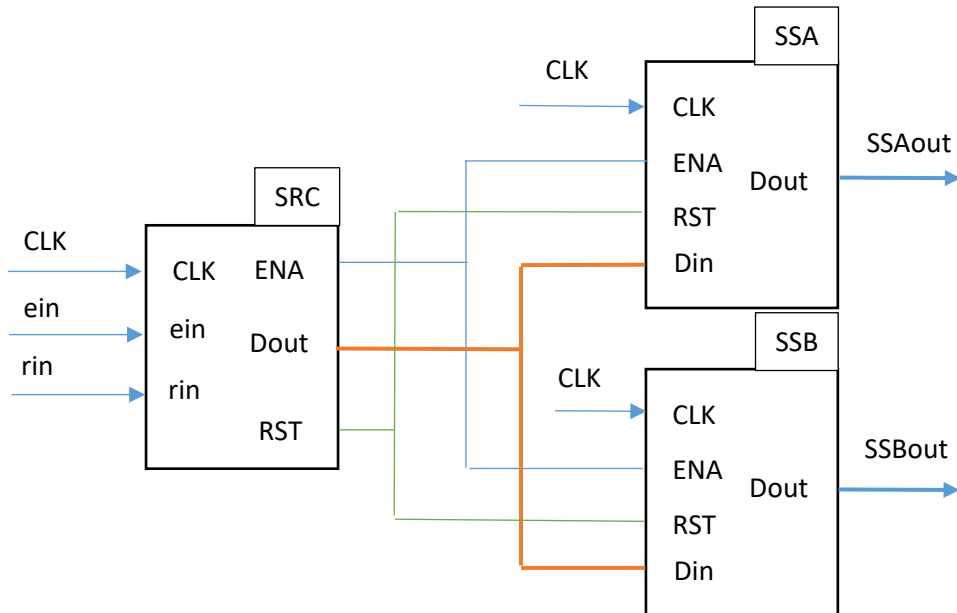 SSA
CLK
CLK
SSAout
ENA
Dout
RST
Din
SRC
CLK
CLK
ENA
ein
ein
Dout
rin
rin
RST
SSB
CLK
CLK
SSBout
ENA
Dout
RST
Din